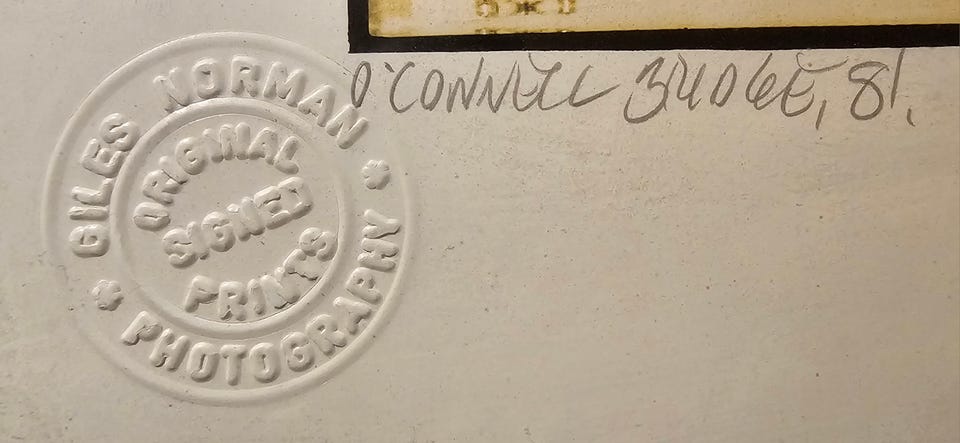 GILES NORMAN
PHOTOGRAPHY
ORIGINAL
SIGNED
PRINTS
O'CONNELL BRIDGE, 81.